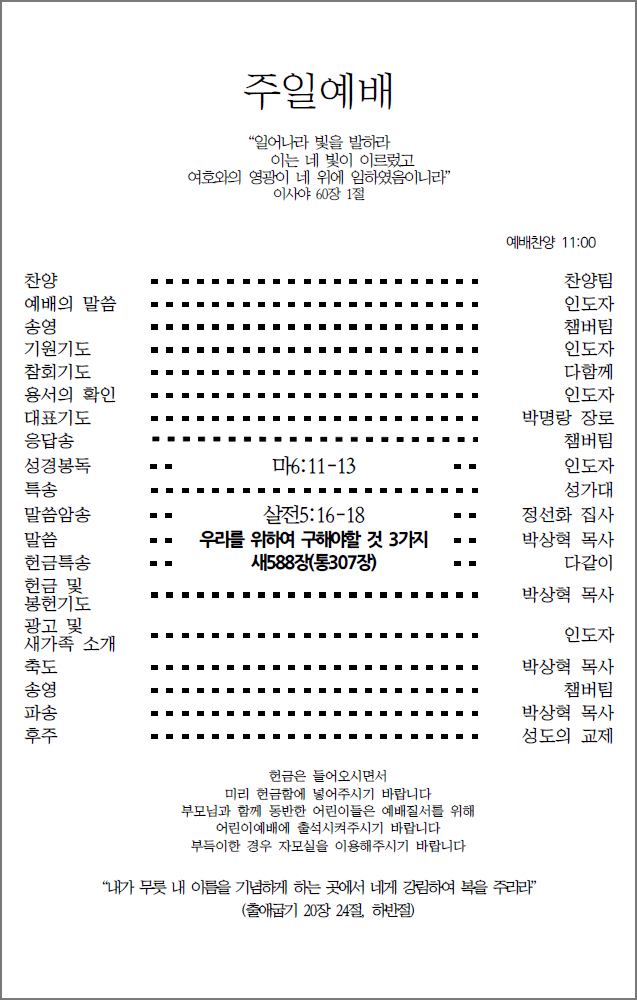 주일예배
“일어나라 빛을 발하라
이는 네 빛이 이르렀고
여호와의 영광이 네 위에 임하였음이니라”
이사야 60장 1절
예배찬양 11:00
찬양 찬양팀
예배의 말씀 인도자
송영 챔버팀
기원기도 인도자
참회기도 다함께
용서의 확인 인도자
대표기도 박명랑 장로
응답송 챔버팀
성경봉독 마6:11-13 인도자
특송 성가대
말씀암송 살전5:16-18 정선화 집사
말씀 우리를 위하여 구해야할 것 3가지 박상혁 목사
헌금특송 새588장(통307장) 다같이
헌금 및
봉헌기도 박상혁 목사
광고 및
새가족 소개 인도자
축도 박상혁 목사
송영 챔버팀
파송 박상혁 목사
후주 성도의 교제
헌금은 들어오시면서
미리 헌금함에 넣어주시기 바랍니다
부모님과 함께 동반한 어린이들은 예배질서를 위해
어린이예배에 출석시켜주시기 바랍니다
부득이한 경우 자모실을 이용해주시기 바랍니다
“내가 무릇 내 이름을 기념하게 하는 곳에서 네게 강림하여 복을 주리라”
(출애굽기 20장 24절, 하반절)